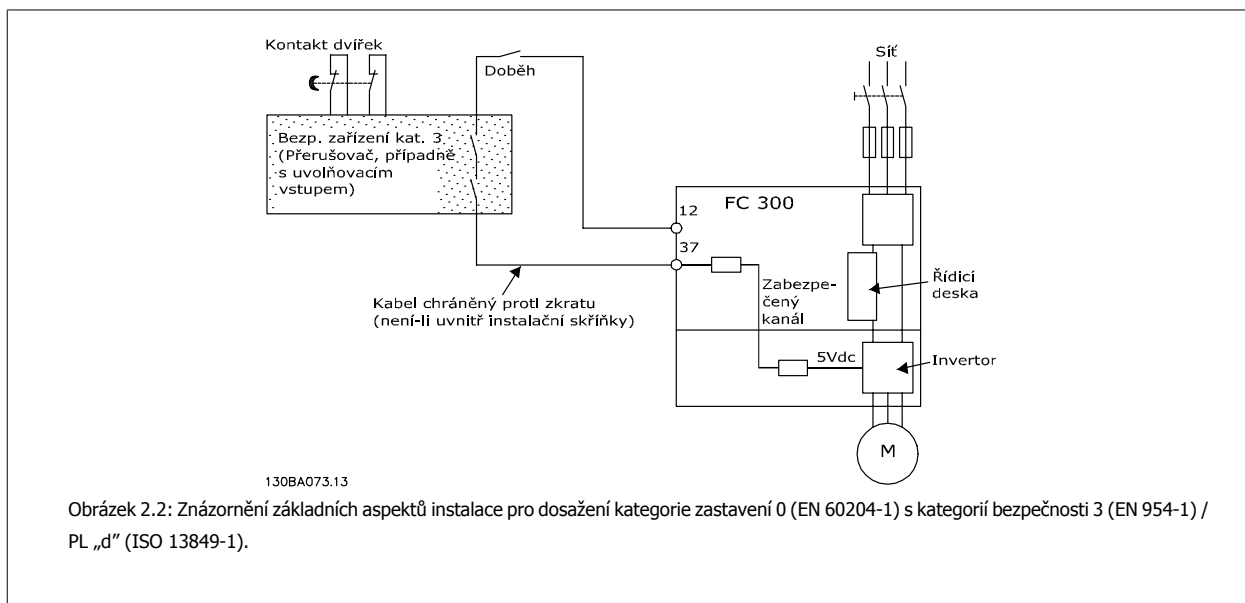 Kontakt dvířek
Doběh
Síť
Bezp. zařízení kat. 3
(Přerušovač, případně
s uvolňovacím
vstupem)
12
FC 300
37
Kabel chráněný proti zkratu
(není-li uvnitř instalační skříňky)
Zabezpe-
čený
kanál
Řídicí
deska
5Vdc
Invertor
M
130BA073.13
Obrázek 2.2: Znázornění základních aspektů instalace pro dosažení kategorie zastavení 0 (EN 60204-1) s kategorií bezpečnosti 3 (EN 954-1) /
PL „d” (ISO 13849-1).